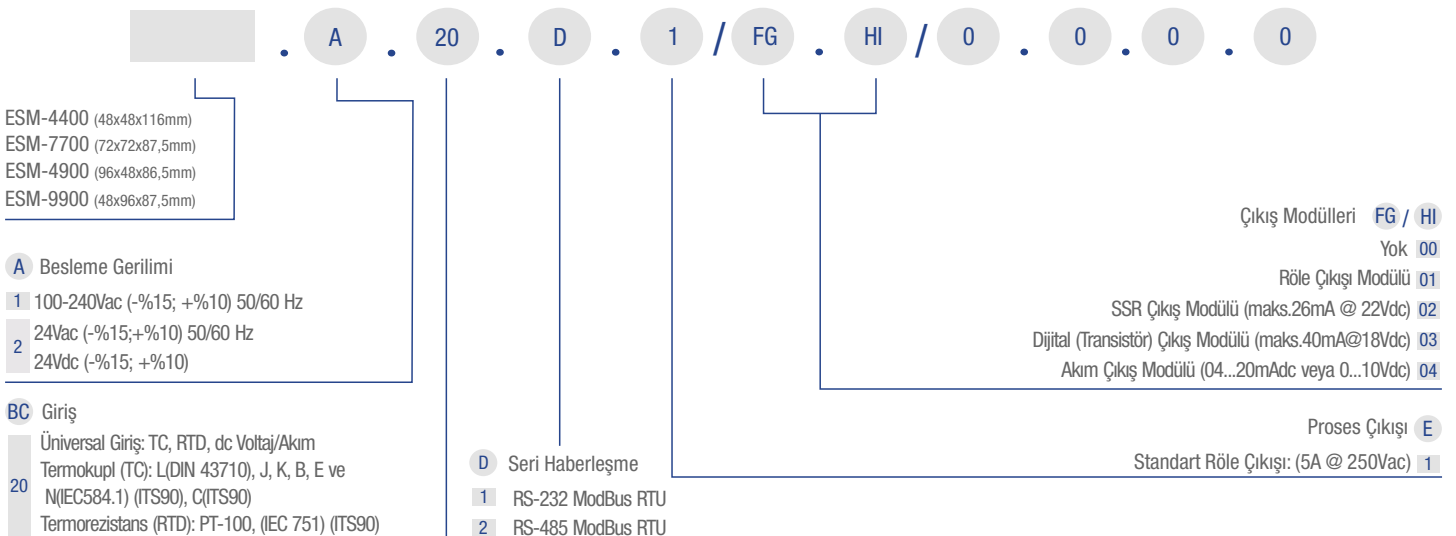 . A . 20 . D . 1 / FG . HI / 0 . 0 . 0 . 0
ESM-4400 (48x48x116mm)
ESM-7700 (72x72x87,5mm)
ESM-4900 (96x48x86,5mm)
ESM-9900 (48x96x87,5mm)
A Besleme Gerilimi
1 100-240Vac (-%15; +%10) 50/60 Hz
2 24Vac (-%15;+%10) 50/60 Hz
24Vdc (-%15; +%10)
BC Giriş
20 Üniversal Giriş: TC, RTD, dc Voltaj/Akım
Termokupl (TC): L(DIN 43710), J, K, B, E ve
N(IEC584.1) (ITS90), C(ITS90)
Termorezistans (RTD): PT-100, (IEC 751) (ITS90)
D Seri Haberleşme
1 RS-232 ModBus RTU
2 RS-485 ModBus RTU
Çıkış Modülleri FG / HI
Yok 00
Röle Çıkışı Modülü 01
SSR Çıkış Modülü (maks.26mA @ 22Vdc) 02
Dijital (Transistör) Çıkış Modülü (maks.40mA@18Vdc) 03
Akım Çıkış Modülü (04...20mAdc veya 0...10Vdc) 04
Proses Çıkışı E
Standart Röle Çıkışı: (5A @ 250Vac) 1